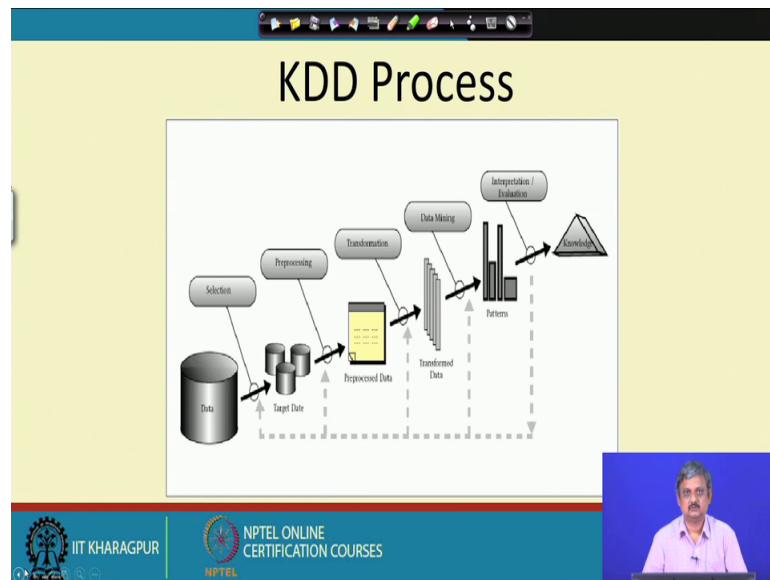 KDD Process
Interpretation /
Evaluation
Data Mining
Transformation
Preprocessing
Selection
Knowledge
Patterns
Transformed
Data
Preprocessed Data
Target Date
Data
IIT KHARAGPUR
NPTEL
NPTEL ONLINE
CERTIFICATION COURSES